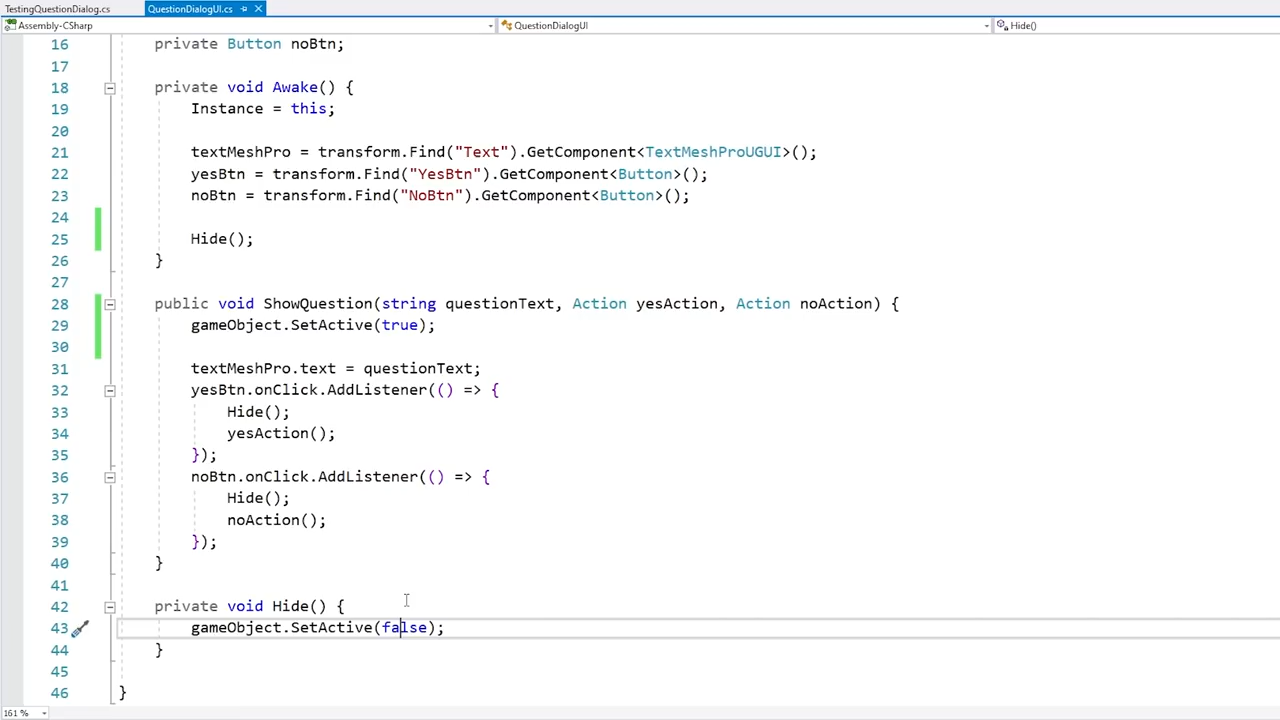 TestingQuestionDialog.cs QuestionDialogUI.cs
Assembly-CSharp QuestionDialogUI Hide()
16 private Button noBtn;
17
18 private void Awake() {
19 Instance = this;
20
21 textMeshPro = transform.Find("Text").GetComponent<TextMeshProUGUI>();
22 yesBtn = transform.Find("YesBtn").GetComponent<Button>();
23 noBtn = transform.Find("NoBtn").GetComponent<Button>();
24
25 Hide();
26 }
27
28 public void ShowQuestion(string questionText, Action yesAction, Action noAction) {
29 gameObject.SetActive(true);
30
31 textMeshPro.text = questionText;
32 yesBtn.onClick.AddListener(() => {
33 Hide();
34 yesAction();
35 });
36 noBtn.onClick.AddListener(() => {
37 Hide();
38 noAction();
39 });
40 }
41
42 private void Hide() {
43 gameObject.SetActive(false);
44 }
45
46 }
161 %